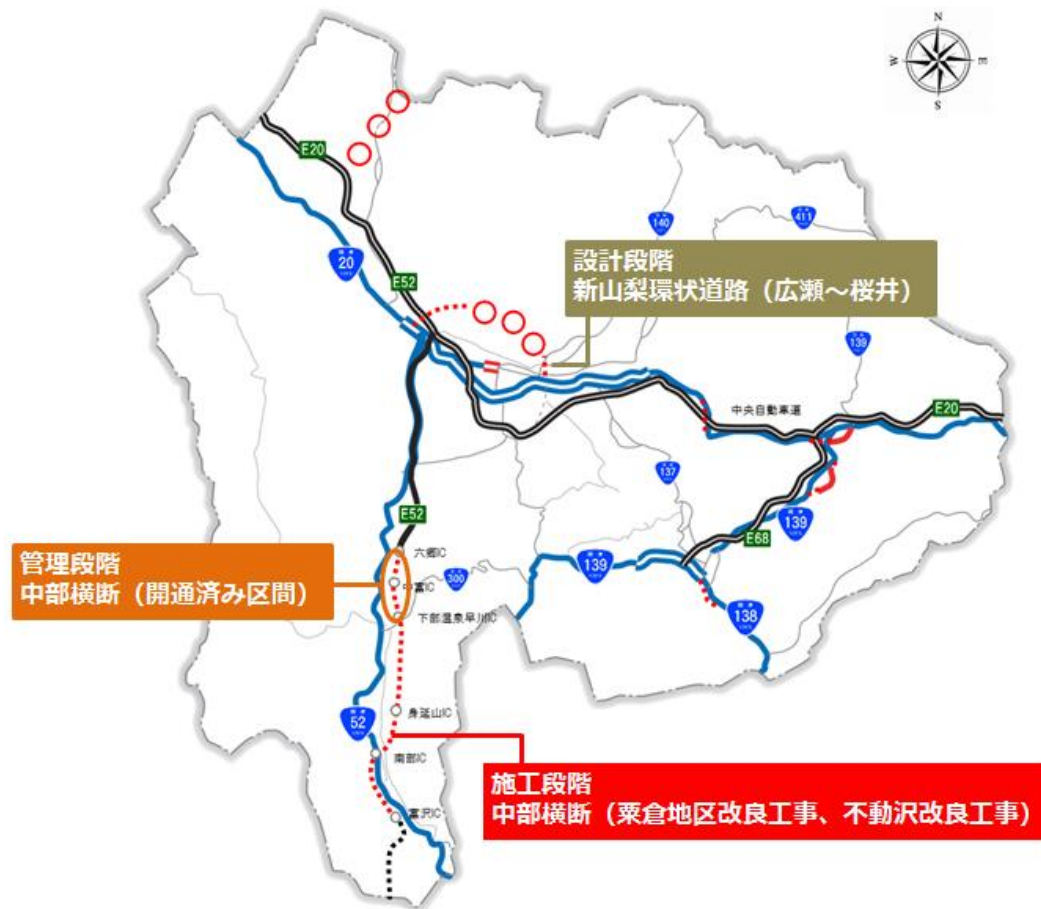 N
W
E
S
E20
140
411
20
設計段階
新山梨環状道路（広瀬～桜井）
E52
139
中央自動車道
E20
137
E52
139
E68
六郷IC
139
管理段階
中部横断（開通済み区間）
中富IC
300
下部温泉早川IC
138
身延山IC
52
南部IC
施工段階
中部横断（粟倉地区改良工事、不動沢改良工事）
富沢IC